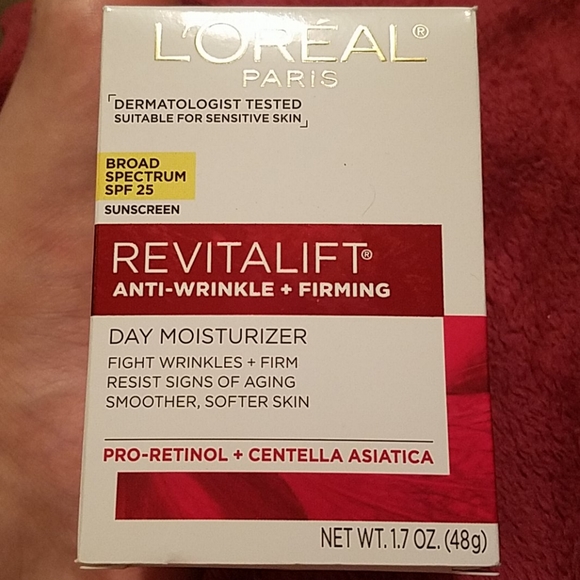 L'ORÉAL®
PARIS
DERMATOLOGIST TESTED
SUITABLE FOR SENSITIVE SKIN
BROAD
SPECTRUM
SPF 25
SUNSCREEN
REVITALIFT®
ANTI-WRINKLE + FIRMING
DAY MOISTURIZER
FIGHT WRINKLES + FIRM
RESIST SIGNS OF AGING
SMOOTHER, SOFTER SKIN
PRO-RETINOL + CENTELLA ASIATICA
NET WT. 1.7 OZ. (48g)